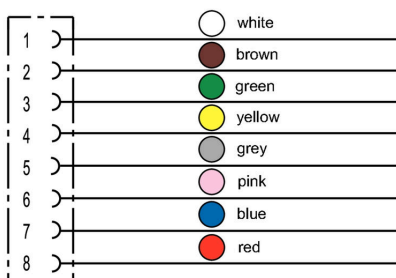 white
1
brown
2
green
3
yellow
4
grey
5
pink
6
blue
7
red
8